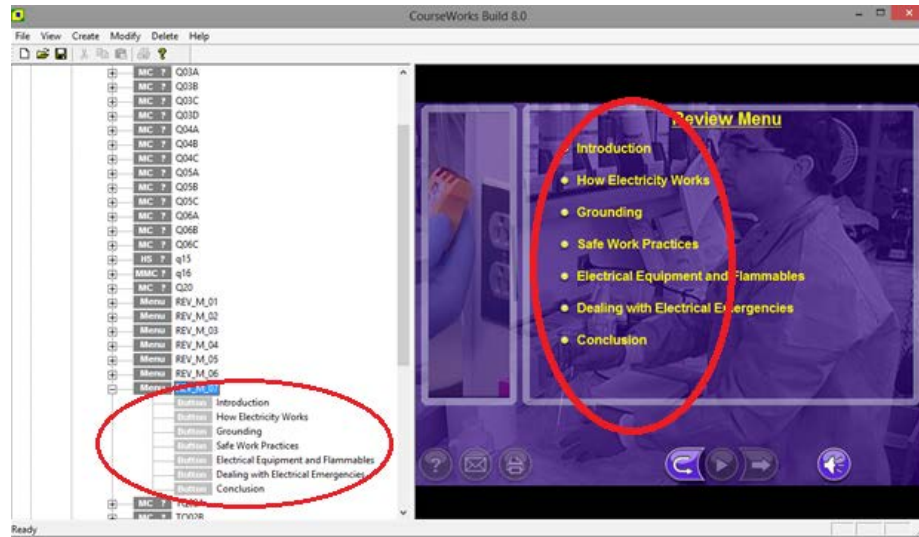 CourseWorks Build 8.0
File View Create Modify Delete Help
MC ? Q03A
MC ? Q03B
MC ? Q03C
MC ? Q03D
MC ? Q04A
MC ? Q04B
MC ? Q04C
MC ? Q05A
MC ? Q05B
MC ? Q05C
MC ? Q06A
MC ? Q06B
MC ? Q06C
HS ? q15
MMC ? q16
MC ? Q20
Menu REV_M_01
Menu REV_M_02
Menu REV_M_03
Menu REV_M_04
Menu REV_M_05
Menu REV_M_06
Menu REV_M_07
Button Introduction
Button How Electricity Works
Button Grounding
Button Safe Work Practices
Button Electrical Equipment and Flammables
Button Dealing with Electrical Emergencies
Button Conclusion
MC ?
MC ? TQ02B
Ready
Review Menu
Introduction
How Electricity Works
Grounding
Safe Work Practices
Electrical Equipment and Flammables
Dealing with Electrical Emergencies
Conclusion